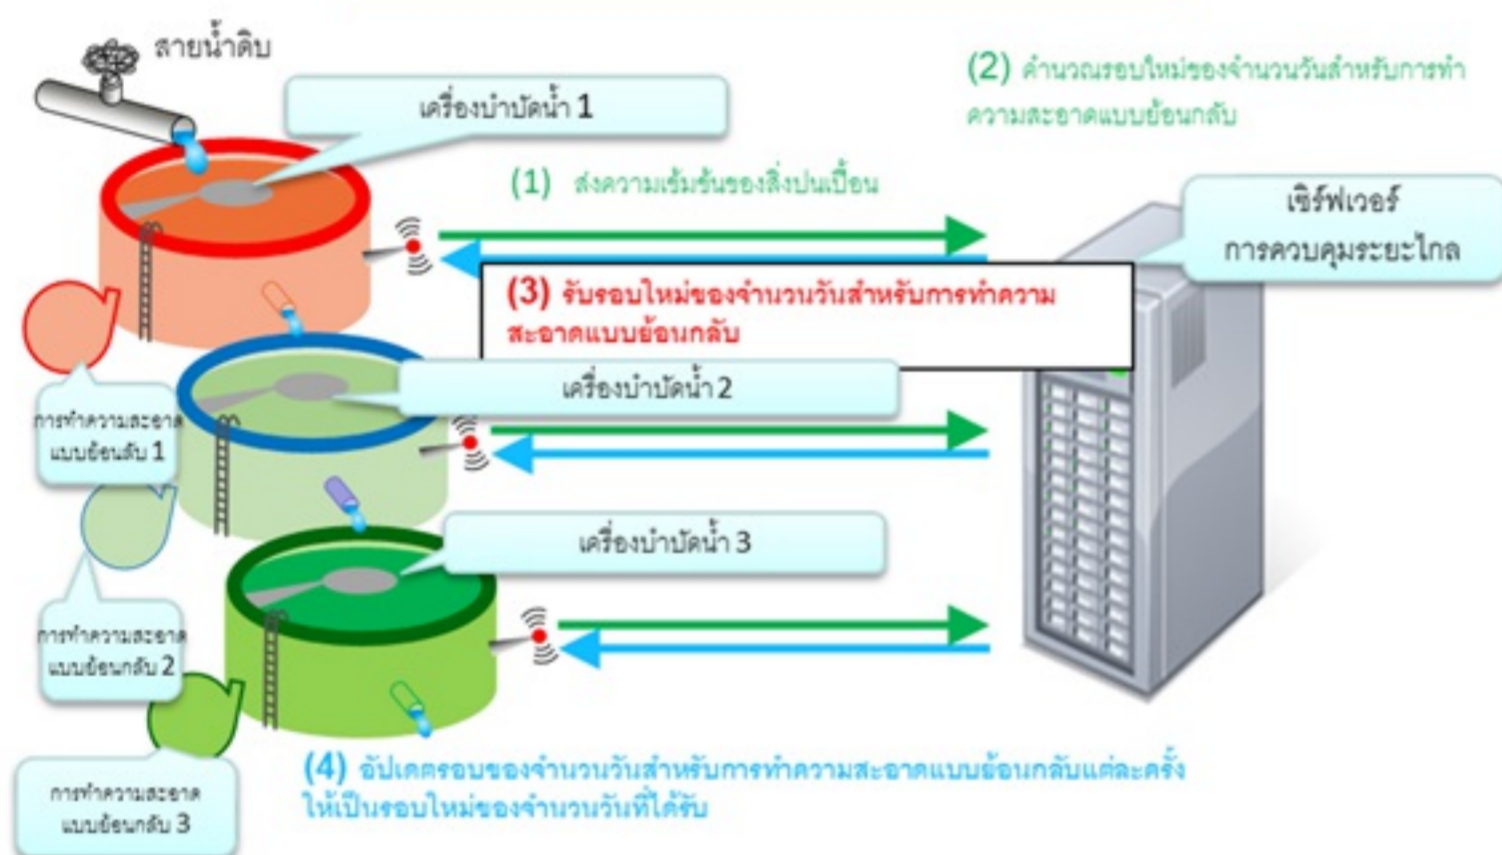 สายน้ำดิบ
เครื่องบำบัดน้ำ 1
(2) คำนวณรอบใหม่ของจำนวนวันสำหรับการทำ
ความสะอาดแบบย้อนกลับ
(1) ส่งความเข้มข้นของสิ่งปนเปื้อน
เซิร์ฟเวอร์
การควบคุมระยะไกล
(3) รับรอบใหม่ของจำนวนวันสำหรับการทำความ
สะอาดแบบย้อนกลับ
เครื่องบำบัดน้ำ 2
การทำความสะอาด
แบบย้อนลับ 1
เครื่องบำบัดน้ำ 3
การทำความสะอาด
แบบย้อนกลับ 2
(4) อัปเดตรอบของจำนวนวันสำหรับการทำความสะอาดแบบย้อนกลับแต่ละครั้ง
ให้เป็นรอบใหม่ของจำนวนวันที่ได้รับ
การทำความสะอาด
แบบย้อนกลับ 3